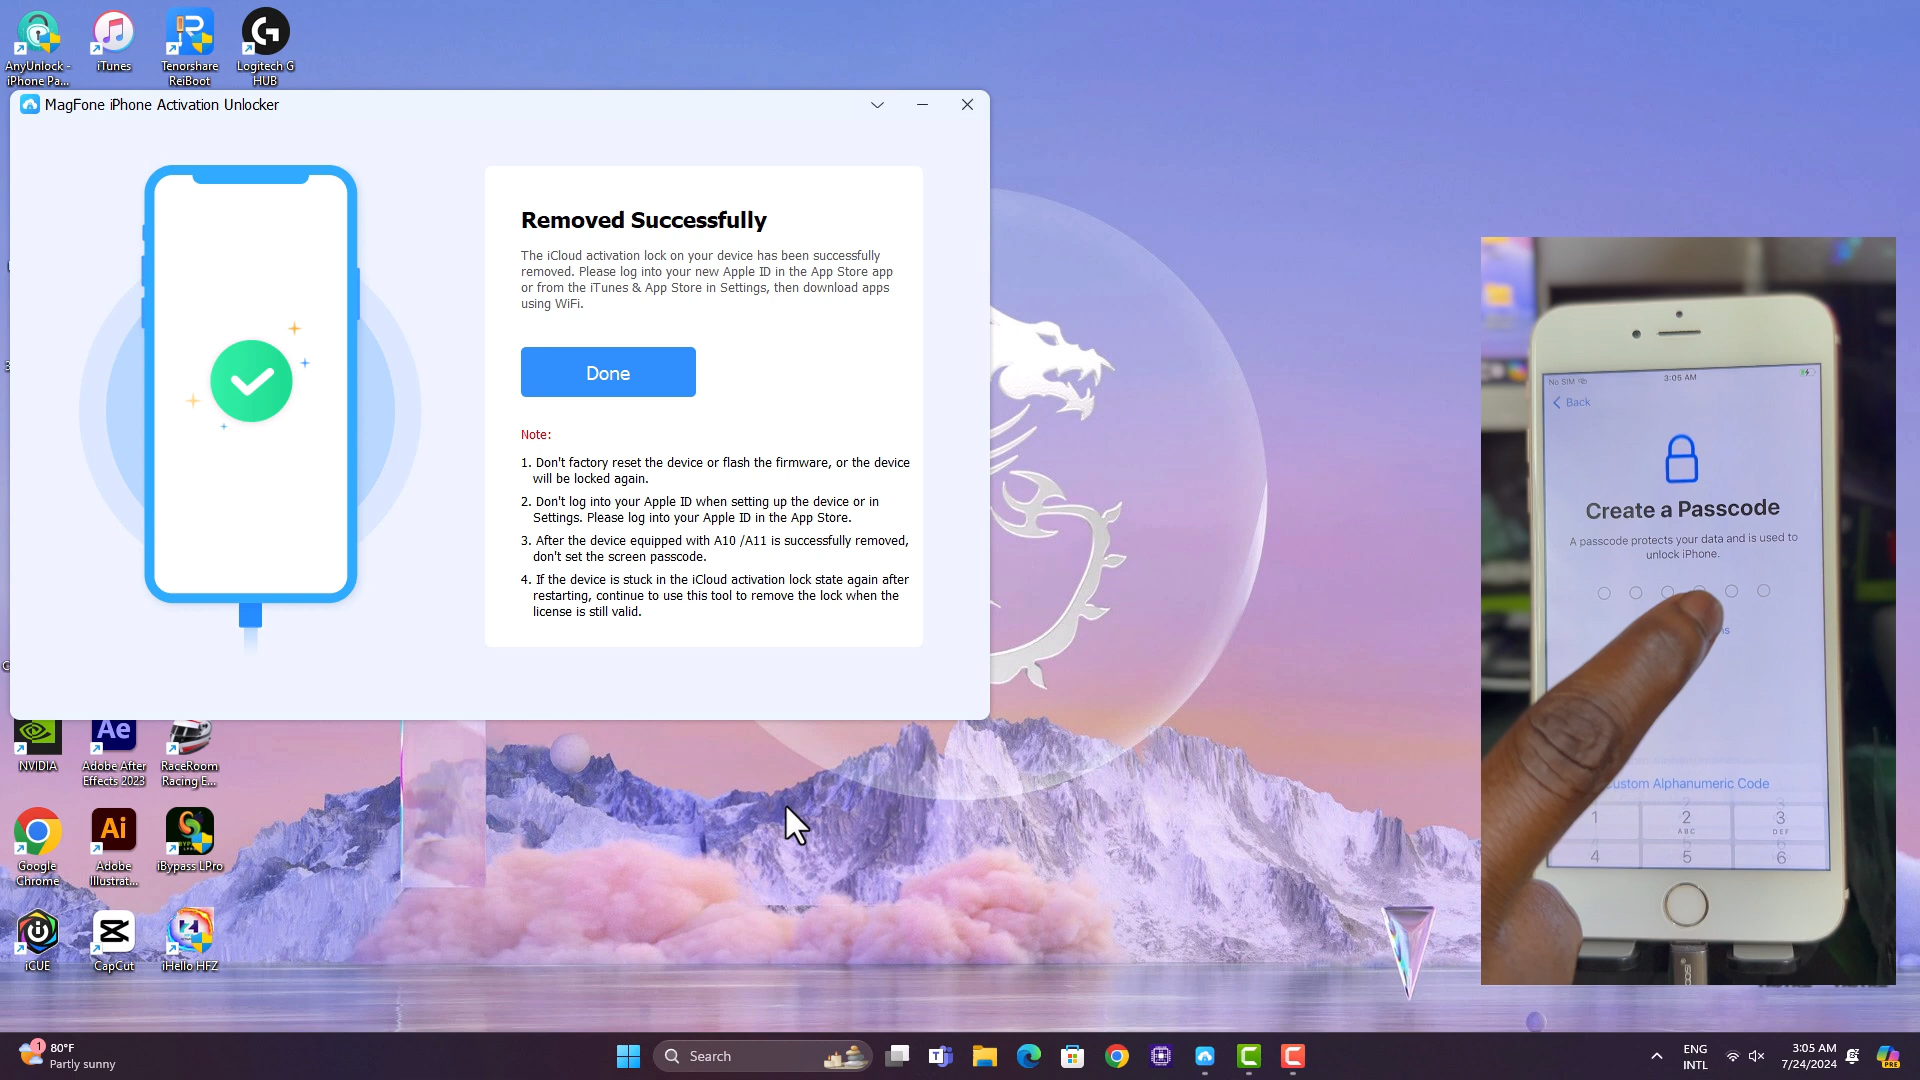 AnyUnlock -
iPhone Pa...
iTunes
Tenorshare
ReiBoot
Logitech G
HUB
MagFone iPhone Activation Unlocker
Removed Successfully
The iCloud activation lock on your device has been successfully
removed. Please log into your new Apple ID in the App Store app
or from the iTunes & App Store in Settings, then download apps
using WiFi.
Done
Note:
1. Don't factory reset the device or flash the firmware, or the device
will be locked again.
2. Don't log into your Apple ID when setting up the device or in
Settings. Please log into your Apple ID in the App Store.
3. After the device equipped with A10 /A11 is successfully removed,
don't set the screen passcode.
4. If the device is stuck in the iCloud activation lock state again after
restarting, continue to use this tool to remove the lock when the
license is still valid.
No SIM
3:05 AM
Back
Create a Passcode
A passcode protects your data and is used to
unlock iPhone.
Alphanumeric Code
1
2
3
ABC
DEF
4
5
6
NVIDIA
Adobe After
Effects 2023
RaceRoom
Racing E...
Google
Chrome
Adobe
Illustrat...
iBypass LPro
iCUE
CapCut
iHello HFZ
1
80°F
Partly sunny
Search
ENG
INTL
3:05 AM
7/24/2024